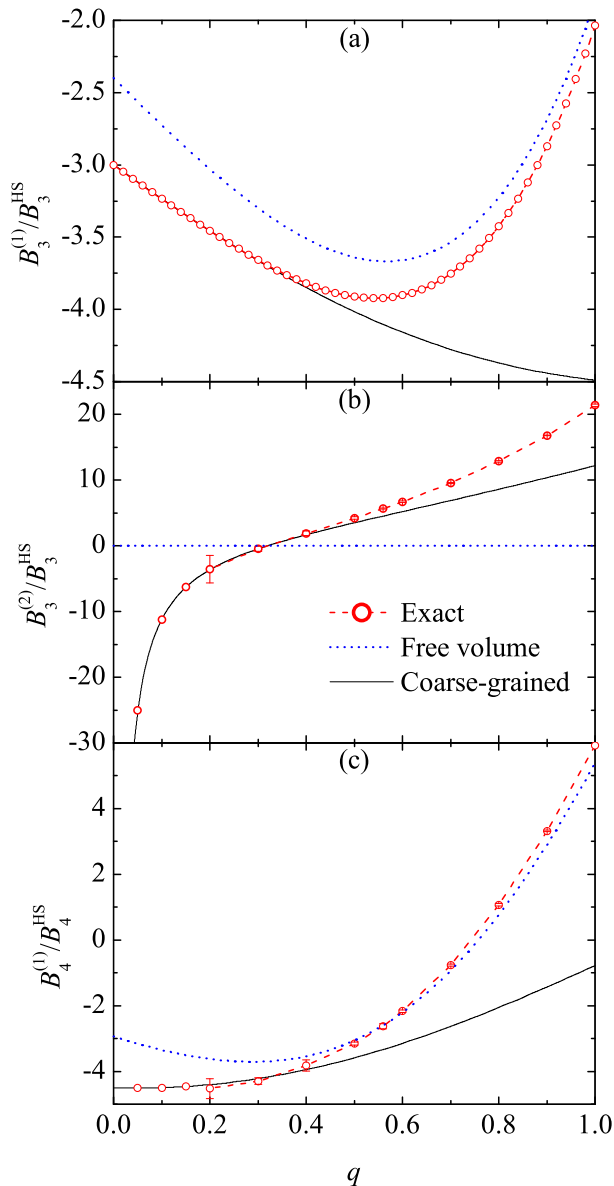 (a)
-2.0
-2.5
-3.0
-3.5
-4.0
-4.5
B₃⁽¹⁾/B₃ᴴˢ
(b)
20
10
0
-10
-20
-30
B₃⁽²⁾/B₃ᴴˢ
Exact
Free volume
Coarse-grained
(c)
4
2
0
-2
-4
B₄⁽¹⁾/B₄ᴴˢ
0.0 0.2 0.4 0.6 0.8 1.0
q